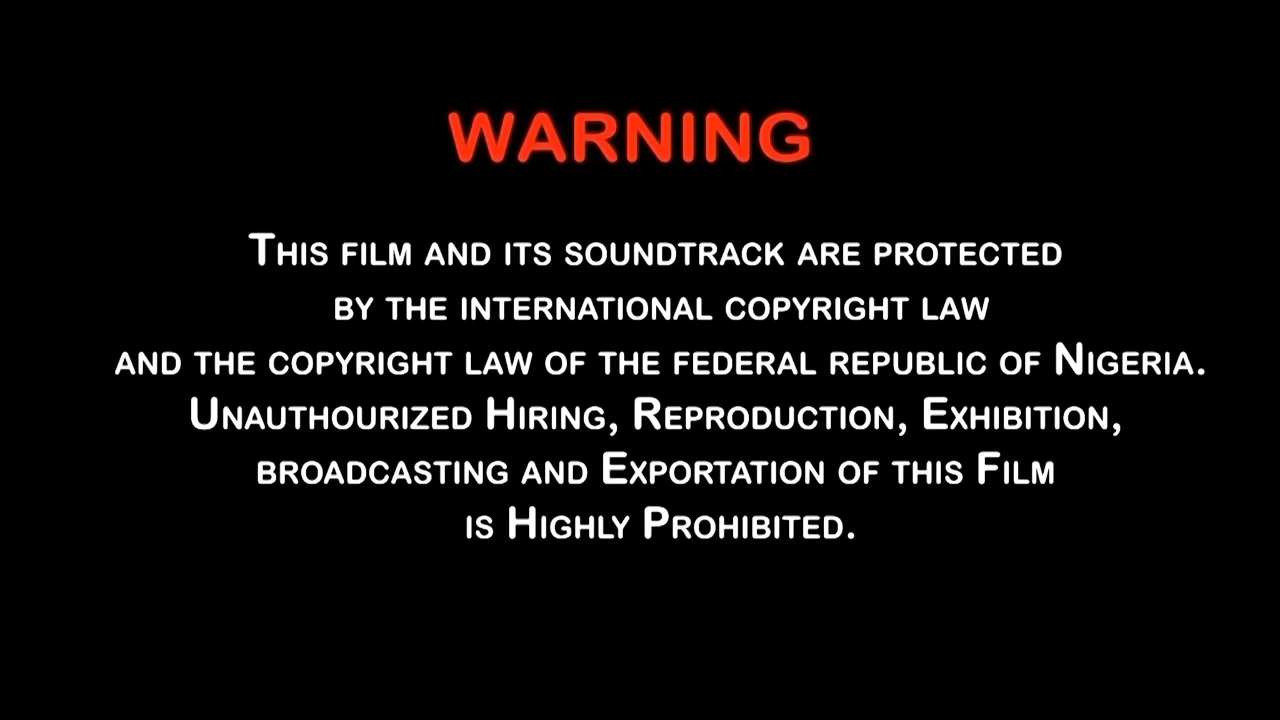 WARNING
This film and its soundtrack are protected
by the international copyright law
and the copyright law of the federal republic of Nigeria.
Unauthourized Hiring, Reproduction, Exhibition,
broadcasting and Exportation of this Film
is Highly Prohibited.